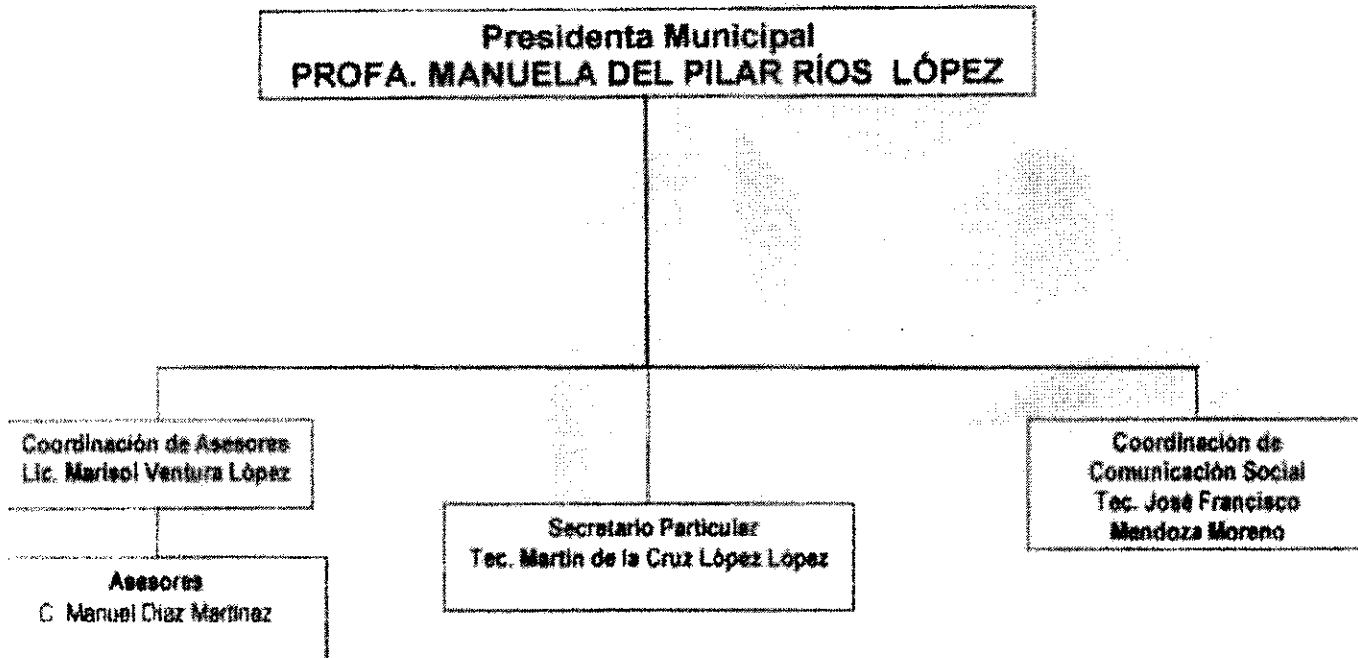 Presidenta Municipal
PROFA. MANUELA DEL PILAR RÍOS LÓPEZ
Coordinación de Asesores
Lic. Marisol Ventura López
Asesores
C. Manuel Díaz Martínez
Secretario Particular
Tec. Martin de la Cruz López López
Coordinación de
Comunicación Social
Tec. José Francisco
Mendoza Moreno